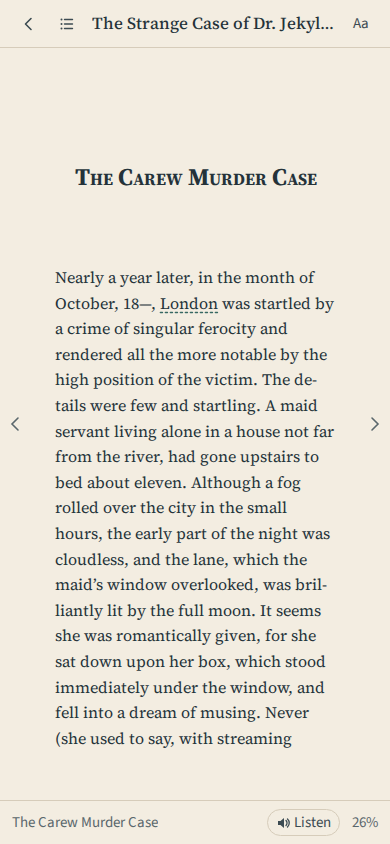 The Strange Case of Dr. Jekyl...
Aa
The Carew Murder Case
Nearly a year later, in the month of
October, 18—, London was startled by
a crime of singular ferocity and
rendered all the more notable by the
high position of the victim. The de-
tails were few and startling. A maid
servant living alone in a house not far
from the river, had gone upstairs to
bed about eleven. Although a fog
rolled over the city in the small
hours, the early part of the night was
cloudless, and the lane, which the
maid’s window overlooked, was bril-
liantly lit by the full moon. It seems
she was romantically given, for she
sat down upon her box, which stood
immediately under the window, and
fell into a dream of musing. Never
(she used to say, with streaming
The Carew Murder Case
Listen
26%